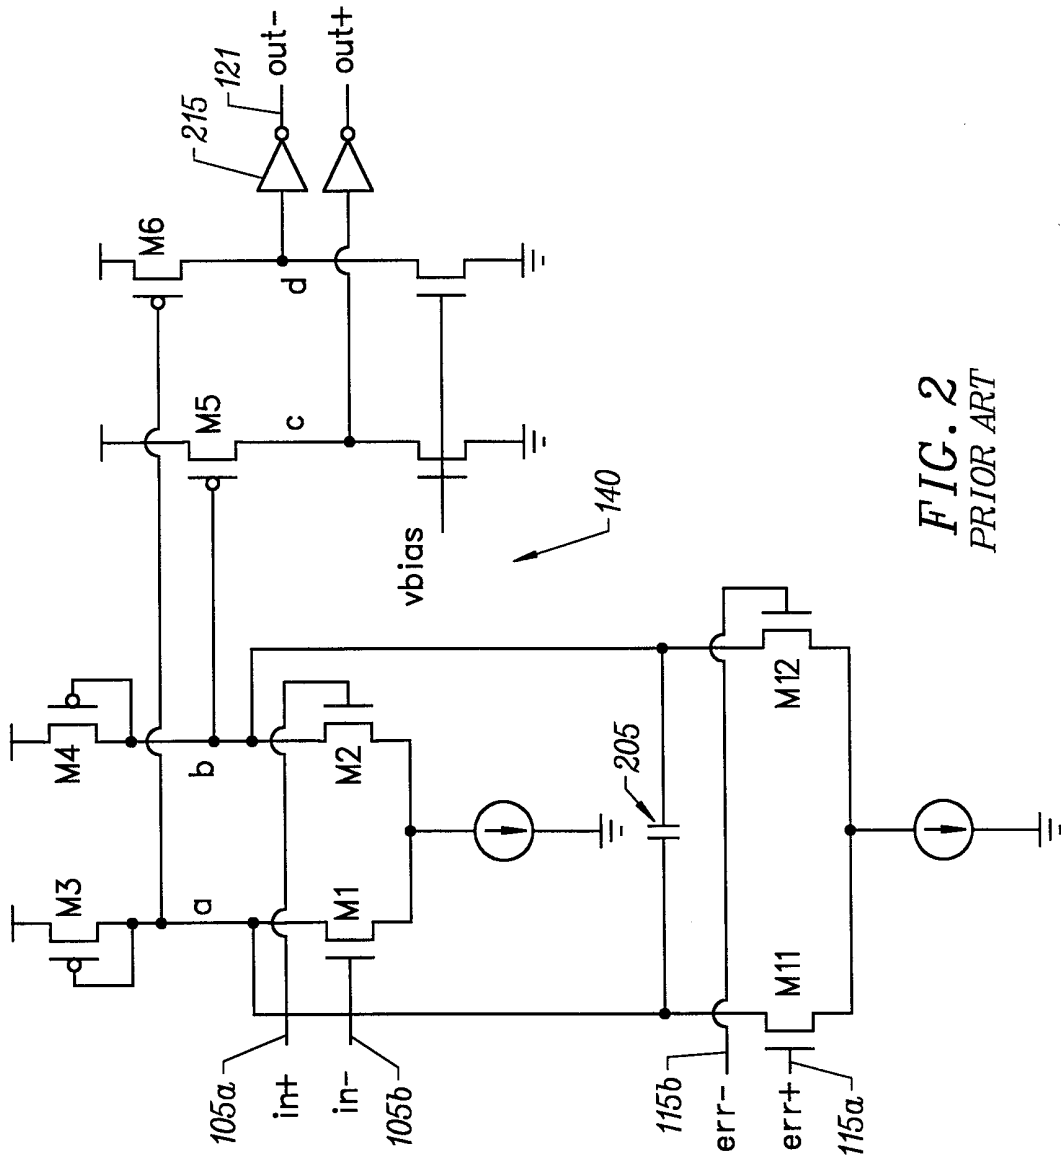 out-
out+
121
215
M6
d
M5
c
vbias
140
M4
M3
b
a
M2
M1
105a
in+
in-
105b
205
M12
M11
115b
err-
err+
115a
FIG. 2
PRIOR ART